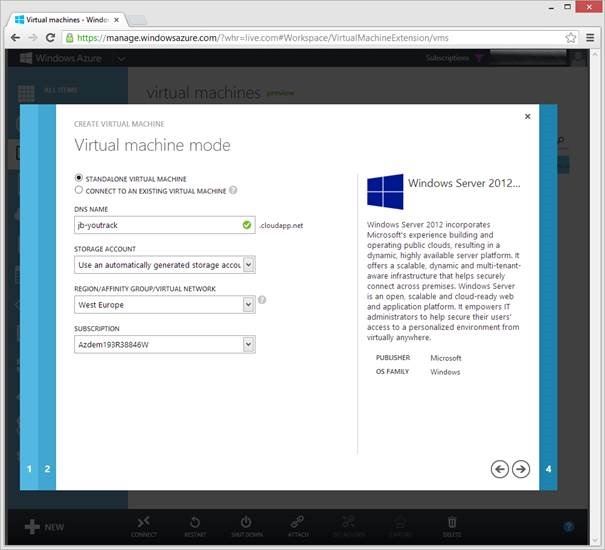 Virtual machines - Windo
https://manage.windowsazure.com/?whr=live.com#Workspace/VirtualMachineExtension/vms
Windows Azure
Subscriptions
ALL ITEMS
virtual machines preview
CREATE VIRTUAL MACHINE
Virtual machine mode
STANDALONE VIRTUAL MACHINE
CONNECT TO AN EXISTING VIRTUAL MACHINE ?
DNS NAME
jb-youtrack
.cloudapp.net
STORAGE ACCOUNT
Use an automatically generated storage accou
REGION/AFFINITY GROUP/VIRTUAL NETWORK
West Europe
?
SUBSCRIPTION
Azdem193R38846W
Windows Server 2012...
Windows Server 2012 incorporates
Microsoft's experience building and
operating public clouds, resulting in a
dynamic, highly available server platform. It
offers a scalable, dynamic and multi-tenant-
aware infrastructure that helps securely
connect across premises. Windows Server
is an open, scalable and cloud-ready web
and application platform. It empowers IT
administrators to help secure their users'
access to a personalized environment from
virtually anywhere.
PUBLISHER Microsoft
OS FAMILY Windows
1 2 4
NEW
CONNECT
RESTART
SHUT DOWN
ATTACH
CAPTURE
DELETE
?